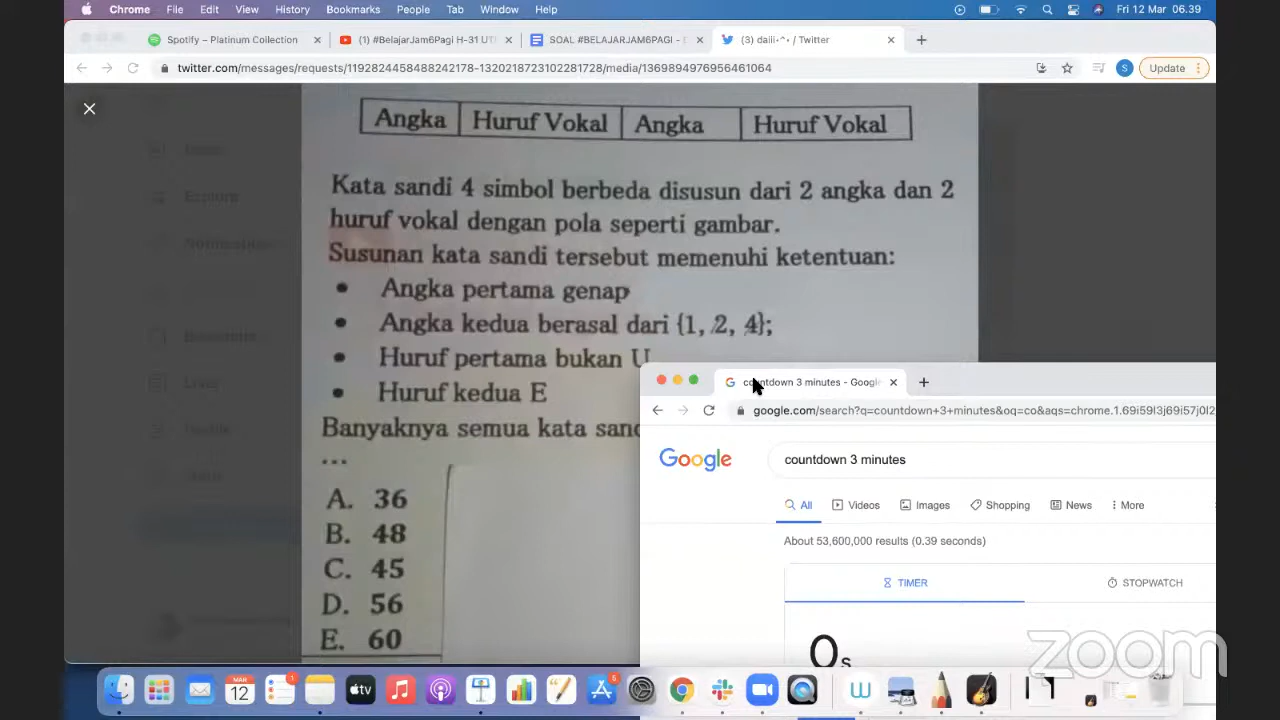 Chrome File Edit View History Bookmarks People Tab Window Help Fri 12 Mar 06.39
Spotify – Platinum Collection (1) #BelajarJam6Pagi H-31 UT SOAL #BELAJARJAM6PAGI - (3) daiii / Twitter
twitter.com/messages/requests/1192824458488242178-1320218723102281728/media/1369894976956461064 S Update
Angka Huruf Vokal Angka Huruf Vokal
Explore
Kata sandi 4 simbol berbeda disusun dari 2 angka dan 2
huruf vokal dengan pola seperti gambar.
Susunan kata sandi tersebut memenuhi ketentuan:
• Angka pertama genap
• Angka kedua berasal dari {1, 2, 4};
• Huruf pertama bukan U
• Huruf kedua E
Banyaknya semua kata
...
A. 36
B. 48
C. 45
D. 56
E. 60
countdown 3 minutes - Google
google.com/search?q=countdown+3+minutes&oq=co&aqs=chrome.1.69i59l3j69i57j0l2
Google countdown 3 minutes
All Videos Images Shopping News More
About 53,600,000 results (0.39 seconds)
TIMER STOPWATCH
0s
zoom
MAR
12
tv